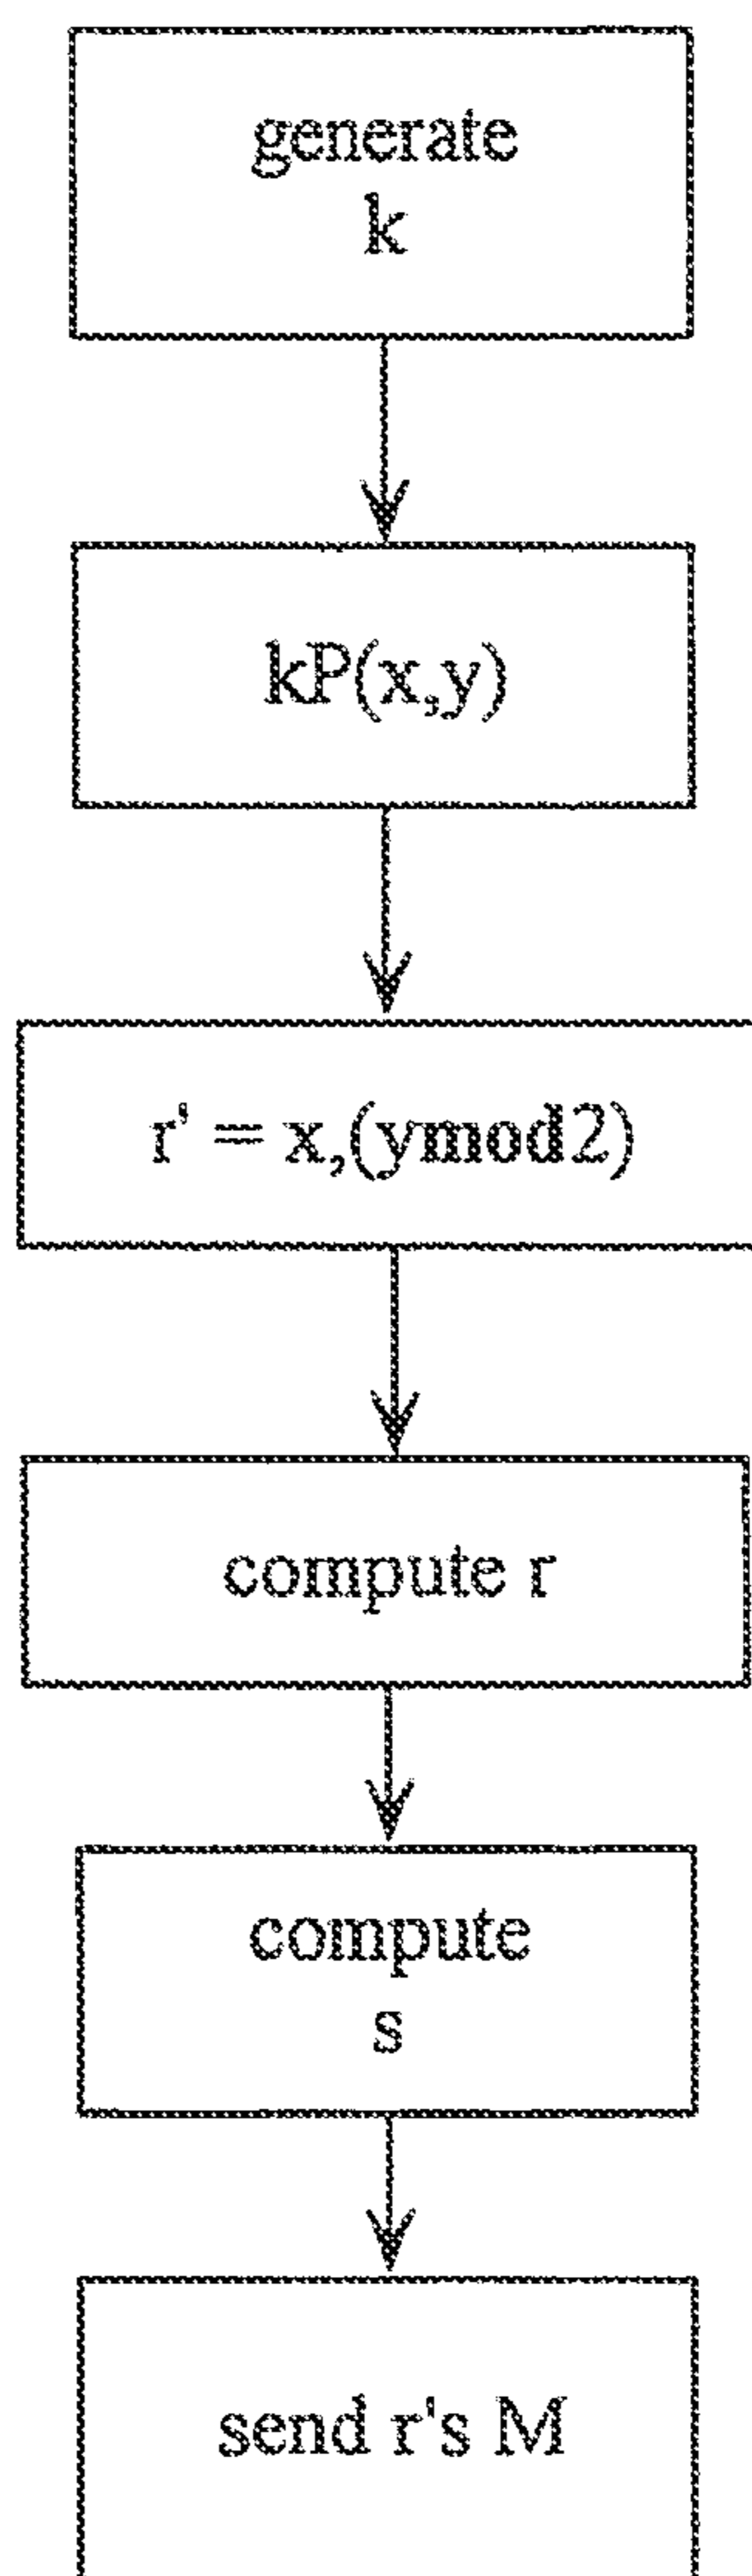 generate
k
kP(x,y)
r' = x,(ymod2)
compute r
compute
s
send r's M